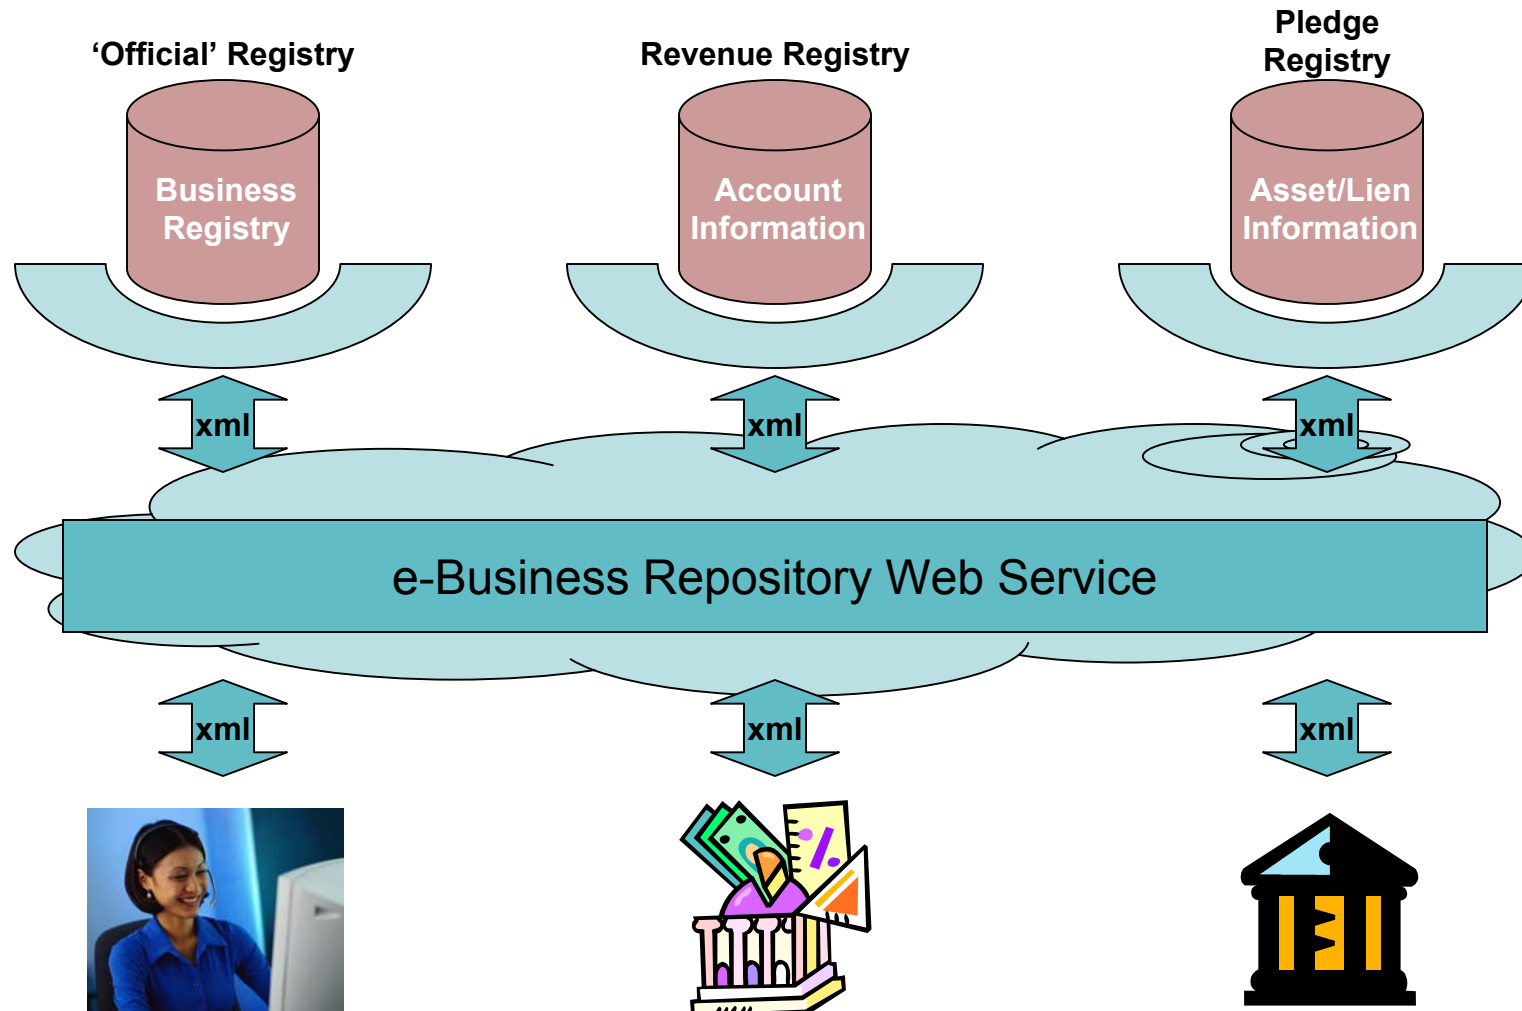 ‘Official’ Registry
Revenue Registry
Pledge
Registry
Business
Registry
Account
Information
Asset/Lien
Information
xml
xml
xml
e-Business Repository Web Service
xml
xml
xml